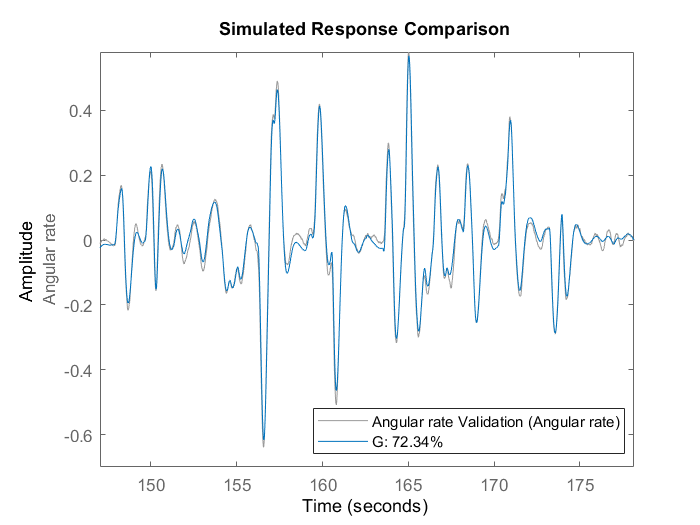 Simulated Response Comparison
Amplitude
Angular rate
0.4
0.2
0
-0.2
-0.4
-0.6
Angular rate Validation (Angular rate)
G: 72.34%
150 155 160 165 170 175
Time (seconds)